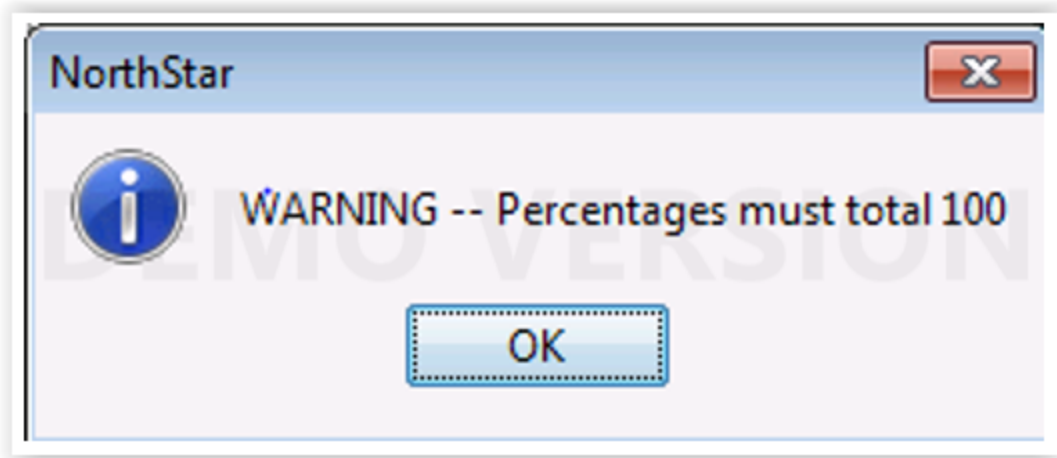 NorthStar
WARNING -- Percentages must total 100
DEMO VERSION
OK